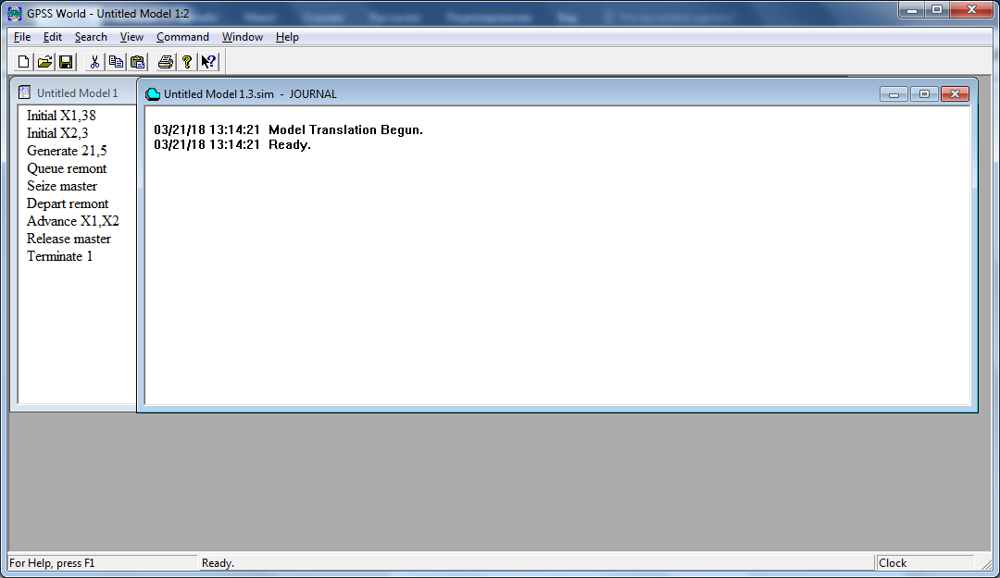 GPSS World - Untitled Model 1:2
File Edit Search View Command Window Help
Untitled Model 1
Initial X1,38
Initial X2,3
Generate 21,5
Queue remont
Seize master
Depart remont
Advance X1,X2
Release master
Terminate 1
Untitled Model 1.3.sim - JOURNAL
03/21/18 13:14:21 Model Translation Begun.
03/21/18 13:14:21 Ready.
For Help, press F1 Ready. Clock